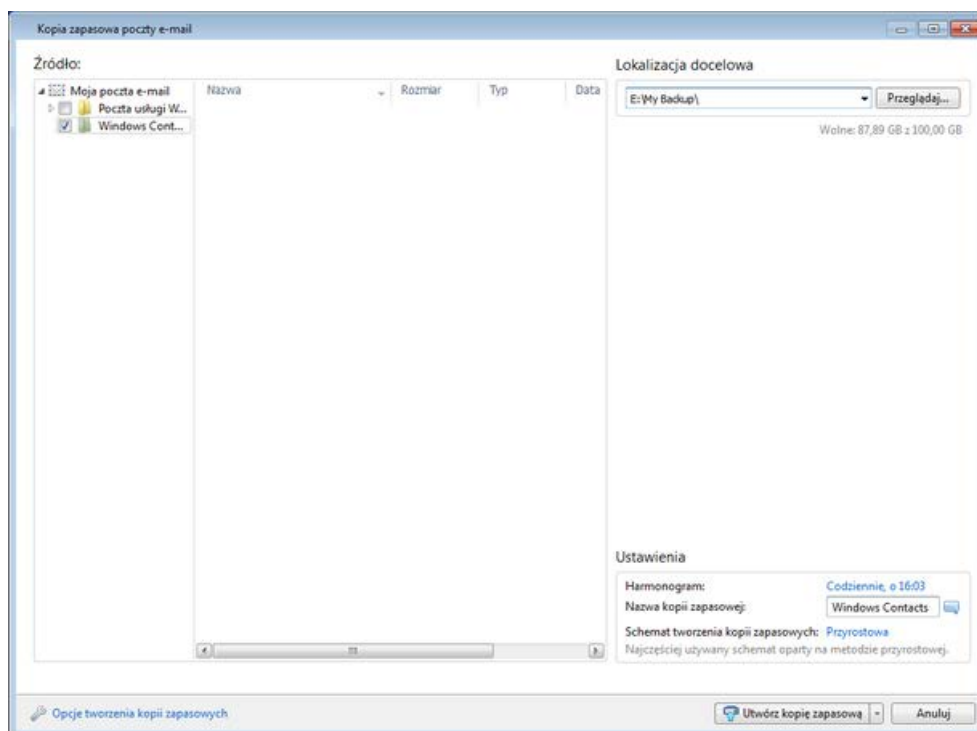 Kopia zapasowa poczty e-mail
Źródło:
Moja poczta e-mail
Poczta usługi W...
Windows Cont...
Nazwa Rozmiar Typ Data
Lokalizacja docelowa
E:\My Backup\ Przeglądaj...
Wolne: 87,89 GB z 100,00 GB
Ustawienia
Harmonogram: Codziennie, o 16:03
Nazwa kopii zapasowej: Windows Contacts
Schemat tworzenia kopii zapasowych: Przyrostowa
Najczęściej używany schemat oparty na metodzie przyrostowej.
Opcje tworzenia kopii zapasowych
Utwórz kopię zapasową Anuluj